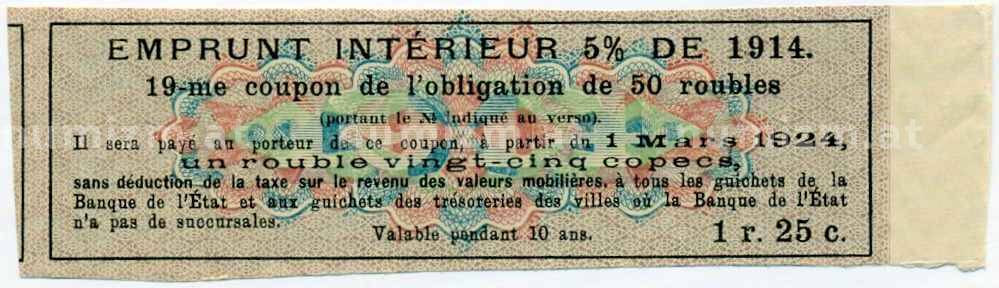 EMPRUNT INTÉRIEUR 5% DE 1914.
19-me coupon de l'obligation de 50 roubles
(portant le № indiqué au verso).
Il sera payé au porteur de ce coupon, à partir du 1 Mars 1924,
un rouble vingt-cinq copecs,
sans déduction de la taxe sur le revenu des valeurs mobilières, à tous les guichets de la
Banque de l'État et aux guichets des trésoreries des villes où la Banque de l'État
n'a pas de succursales.
Valable pendant 10 ans. 1 r. 25 c.